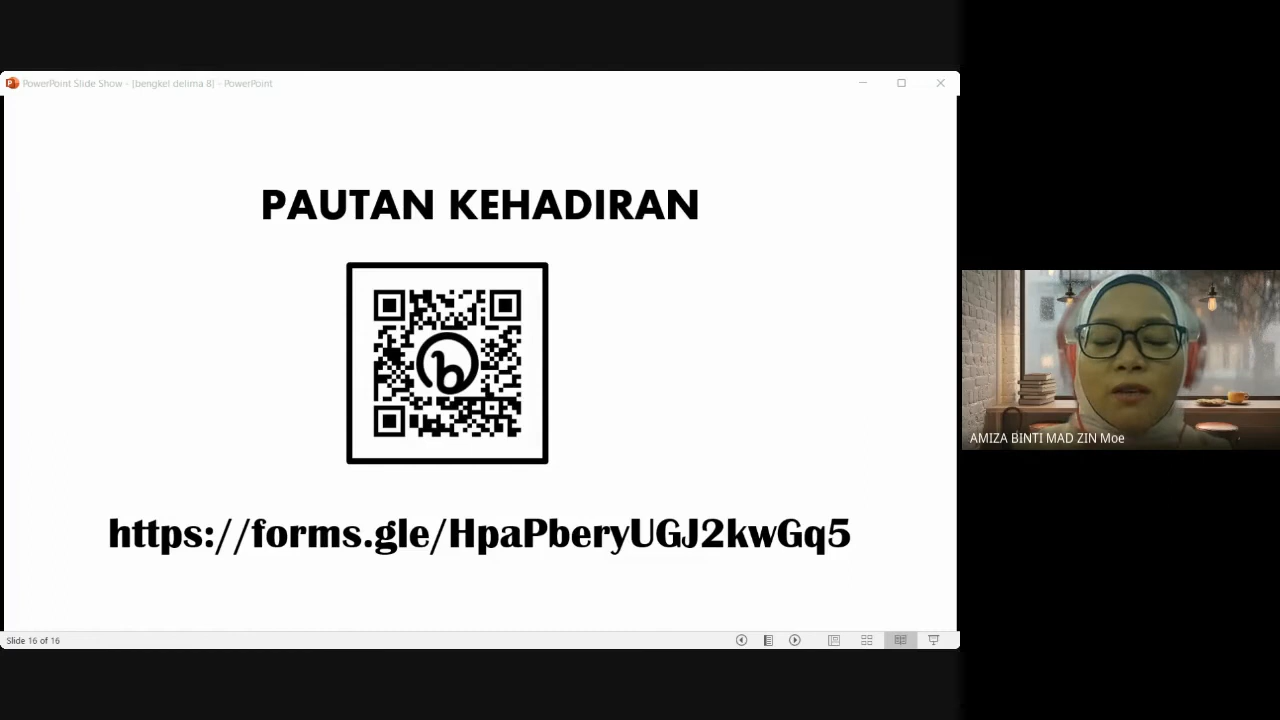 PowerPoint Slide Show - [bengkel delima 8] - PowerPoint
PAUTAN KEHADIRAN
b
https://forms.gle/HpaPberyUGJ2kwGq5
AMIZA BINTI MAD ZIN Moe
Slide 16 of 16